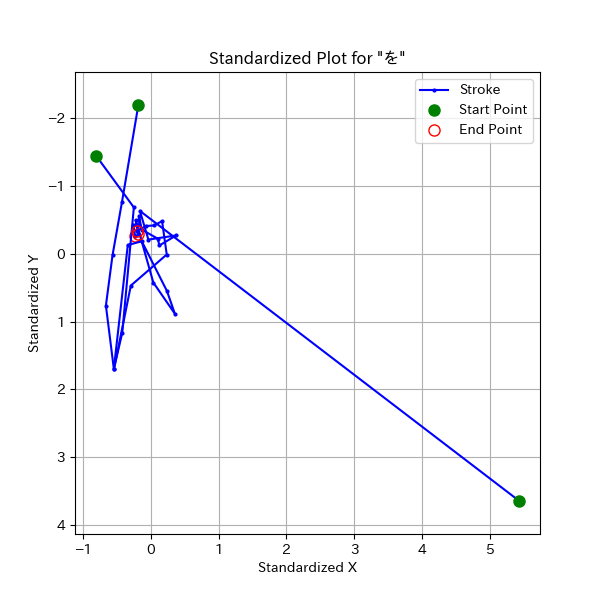 Standardized Plot for "を"
Stroke
Start Point
End Point
−2
−1
0
1
2
3
4
Standardized Y
−1 0 1 2 3 4 5
Standardized X